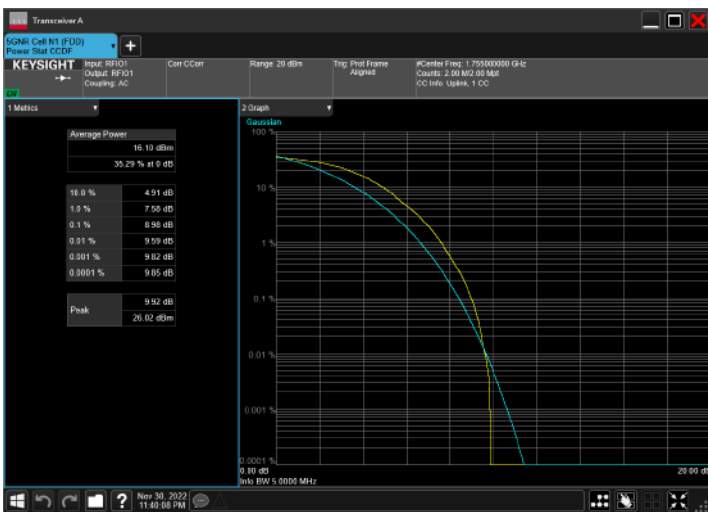 Transceiver A
5GNR Cell N1 (FDD)
Power Stat CCDF
KEYSIGHT
Input: RFIO1
Output: RFIO1
Coupling: AC
Corr CCorr
Range: 20 dBm
Trig: Prot Frame
Aligned
#Center Freq: 1.755000000 GHz
Counts: 2.00 M/2.00 Mpt
CC Info: Uplink, 1 CC
1 Metrics
Average Power
16.10 dBm
35.29 % at 0 dB
10.0 % 4.91 dB
1.0 % 7.58 dB
0.1 % 8.98 dB
0.01 % 9.59 dB
0.001 % 9.82 dB
0.0001 % 9.85 dB
Peak
9.92 dB
26.02 dBm
2 Graph
Gaussian
100 %
10 %
1 %
0.1 %
0.01 %
0.001 %
0.0001 %
0.00 dB
20.00 dB
Info BW 5.0000 MHz
Nov 30, 2022
11:40:08 PM